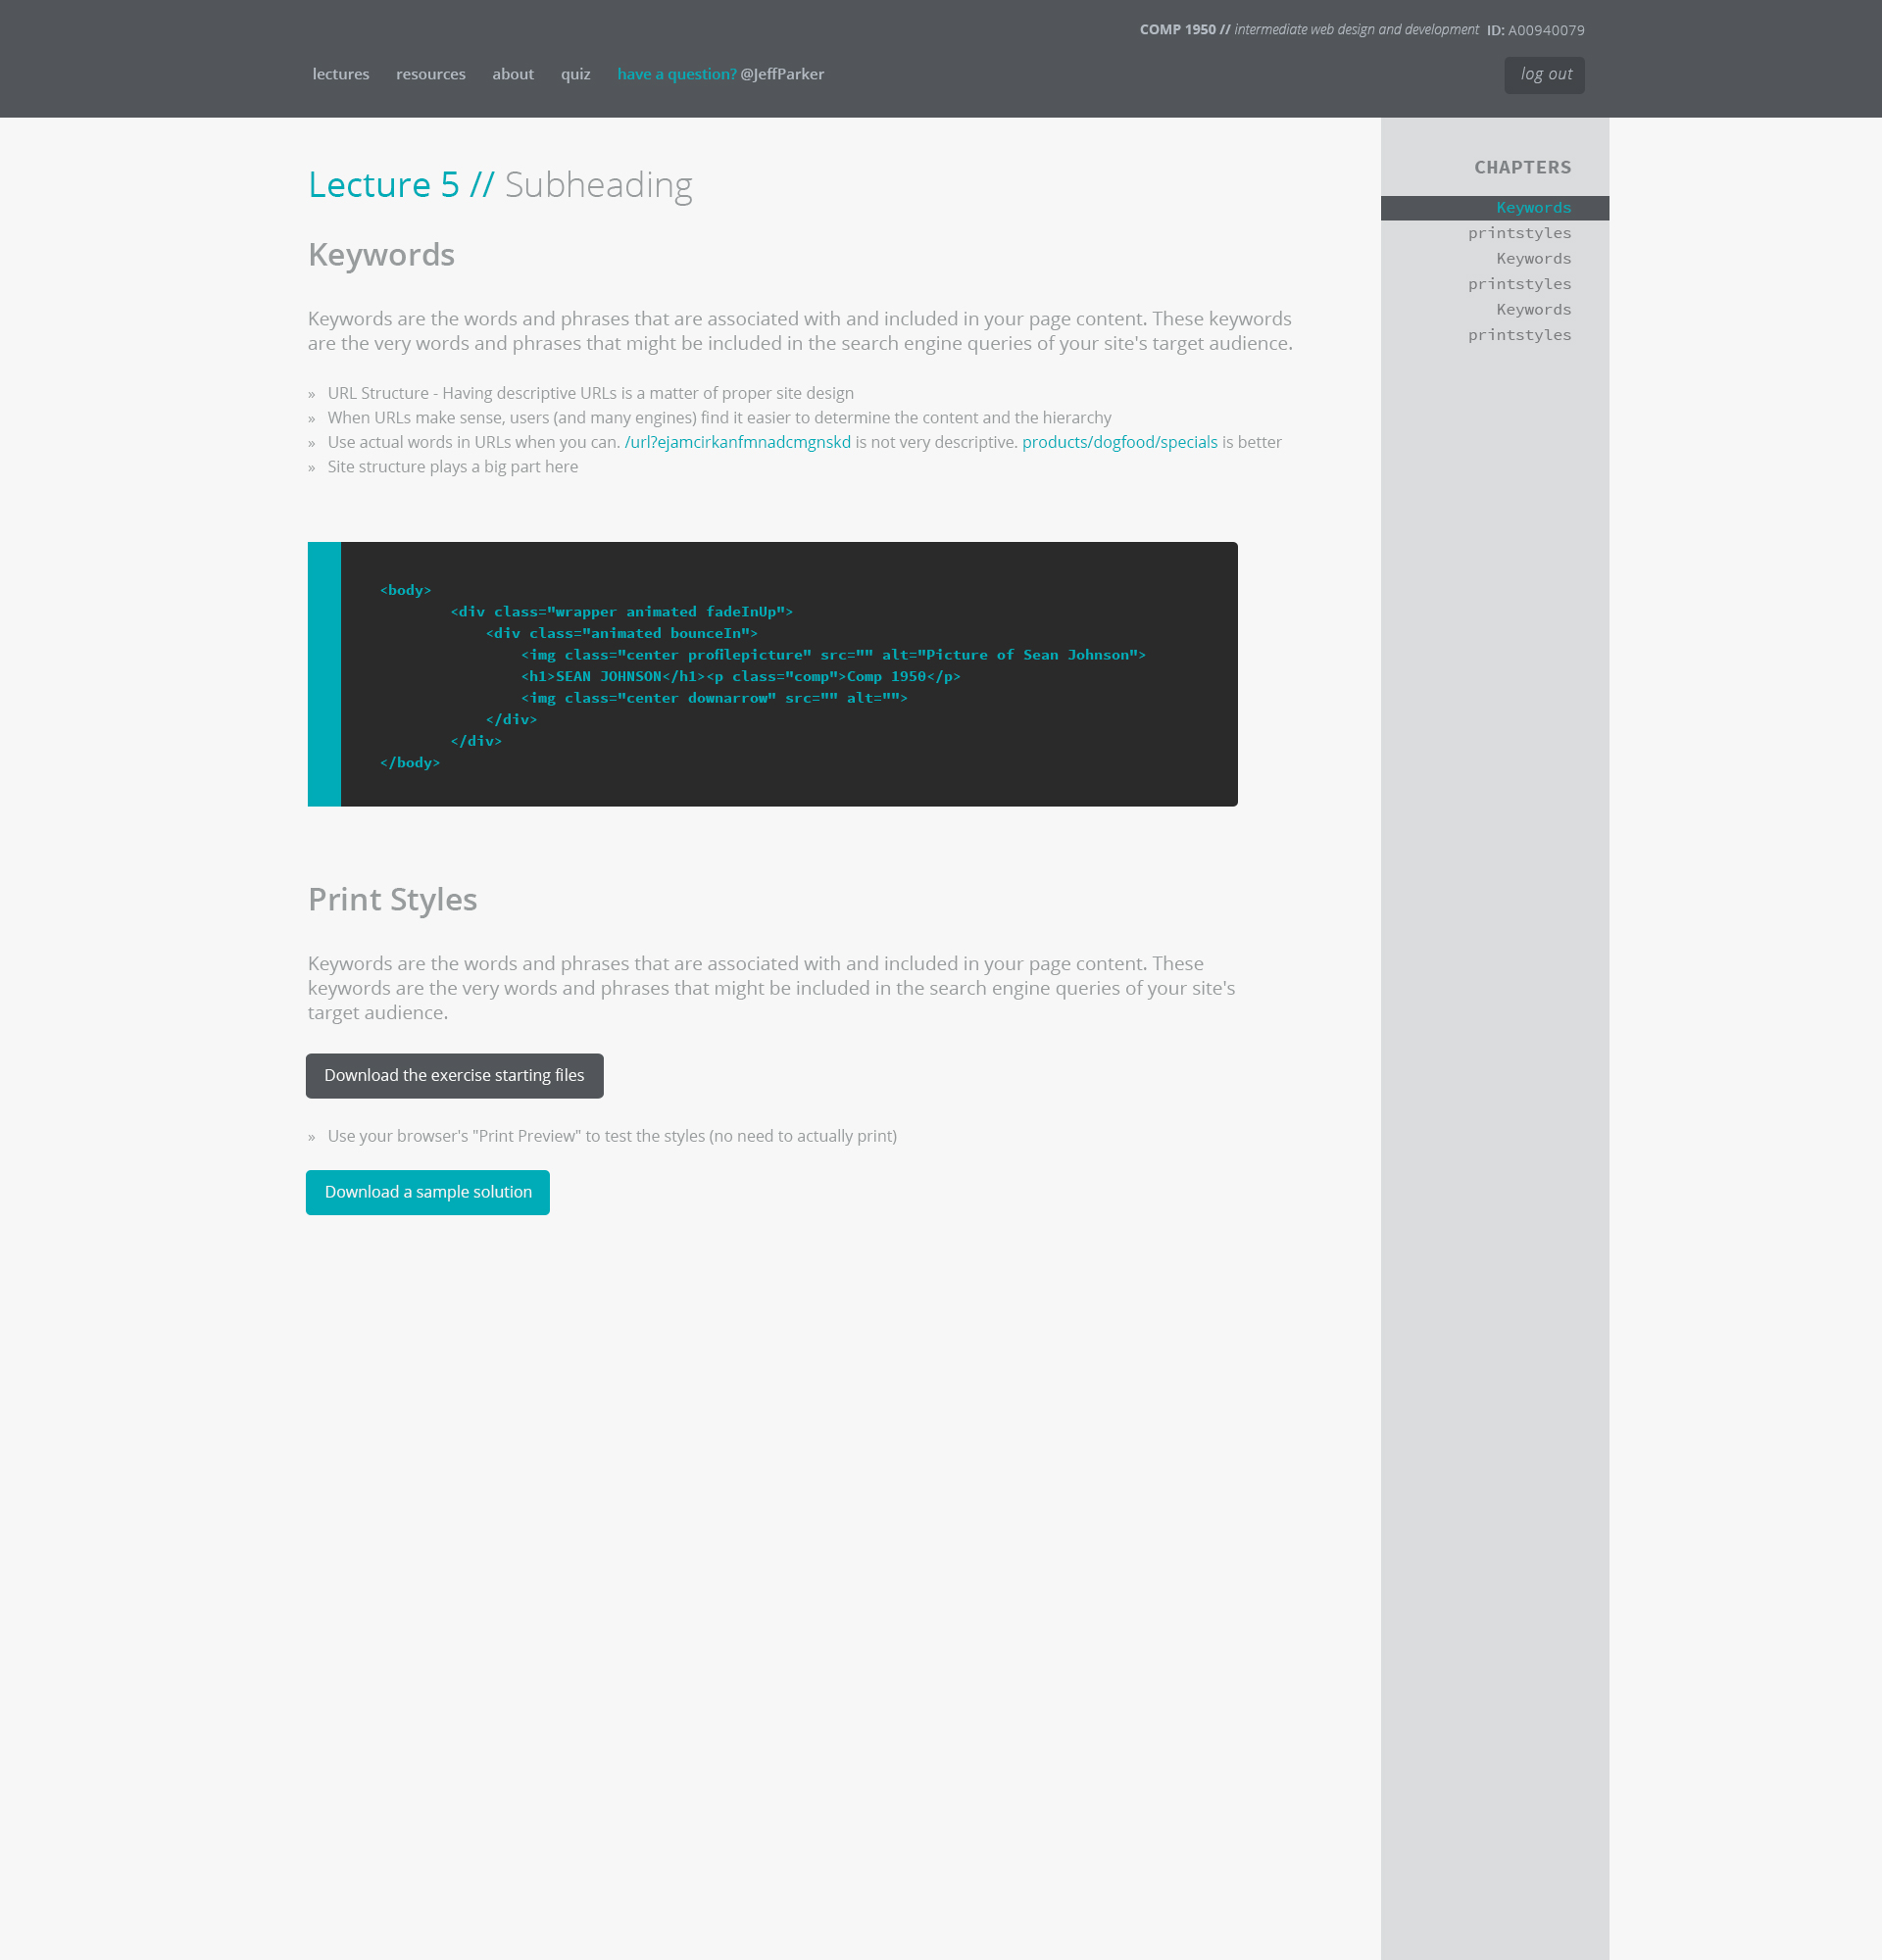 COMP 1950 // intermediate web design and development ID: A00940079
lectures resources about quiz have a question? @JeffParker log out
Lecture 5 // Subheading
Keywords
Keywords are the words and phrases that are associated with and included in your page content. These keywords
are the very words and phrases that might be included in the search engine queries of your site's target audience.
» URL Structure - Having descriptive URLs is a matter of proper site design
» When URLs make sense, users (and many engines) find it easier to determine the content and the hierarchy
» Use actual words in URLs when you can. /url?ejamcirkanfmnadcmgnskd is not very descriptive. products/dogfood/specials is better
» Site structure plays a big part here
<body>
<div class="wrapper animated fadeInUp">
<div class="animated bounceIn">
<img class="center profilepicture" src="" alt="Picture of Sean Johnson">
<h1>SEAN JOHNSON</h1><p class="comp">Comp 1950</p>
<img class="center downarrow" src="" alt="">
</div>
</div>
</body>
Print Styles
Keywords are the words and phrases that are associated with and included in your page content. These
keywords are the very words and phrases that might be included in the search engine queries of your site's
target audience.
Download the exercise starting files
» Use your browser's "Print Preview" to test the styles (no need to actually print)
Download a sample solution
CHAPTERS
Keywords
printstyles
Keywords
printstyles
Keywords
printstyles